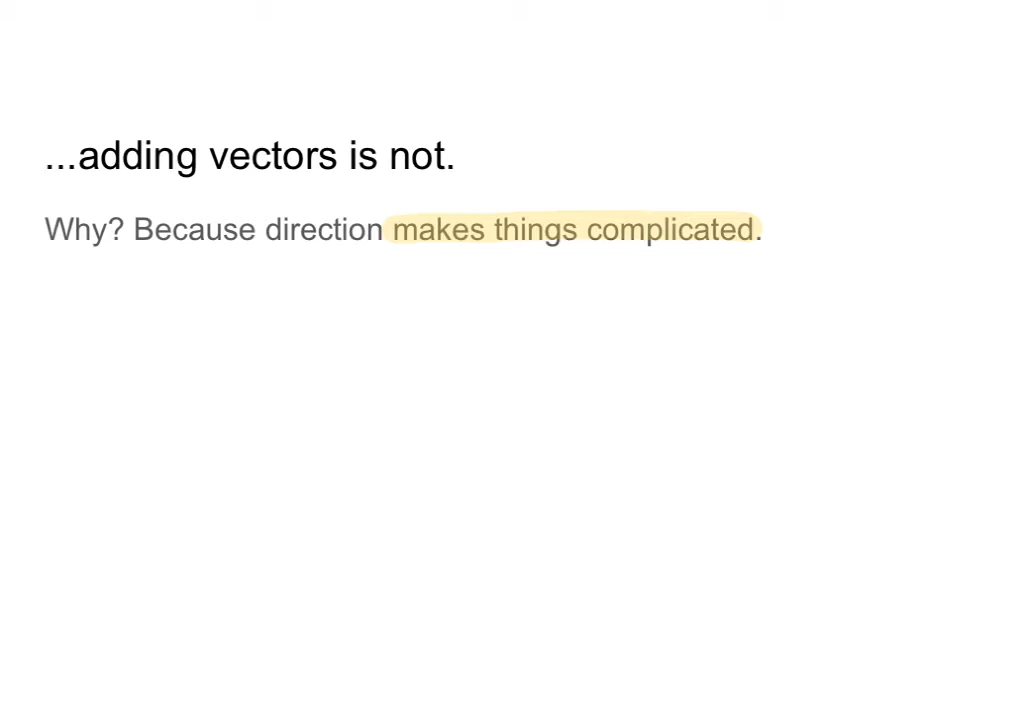 ...adding vectors is not.
Why? Because direction makes things complicated.